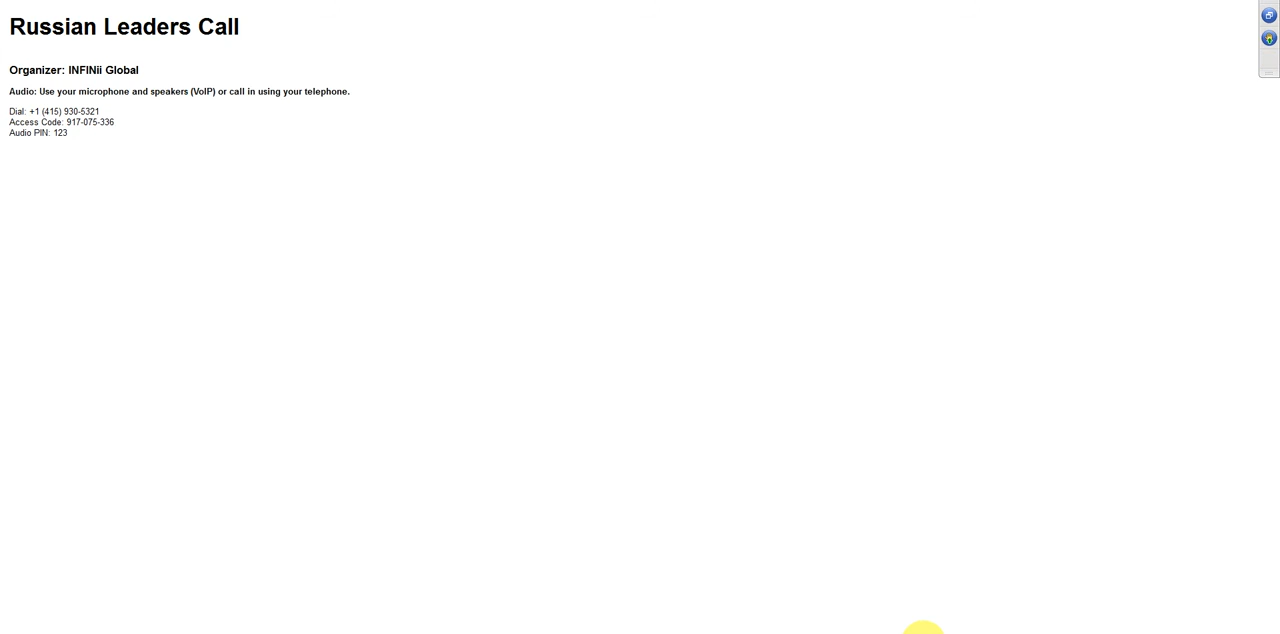 Russian Leaders Call
Organizer: INFINii Global
Audio: Use your microphone and speakers (VoIP) or call in using your telephone.
Dial: +1 (415) 930-5321
Access Code: 917-075-336
Audio PIN: 123